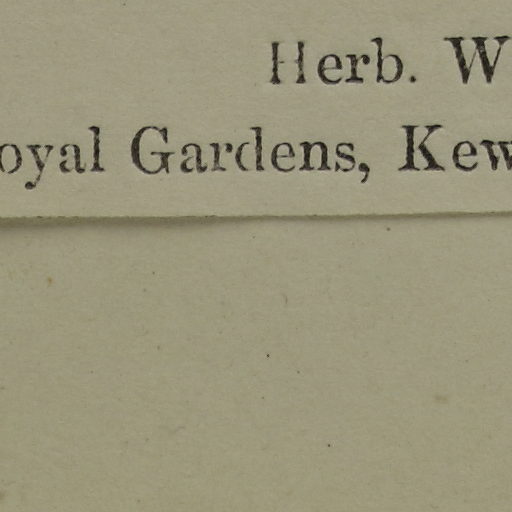 Herb. W
oyal Gardens, Kew